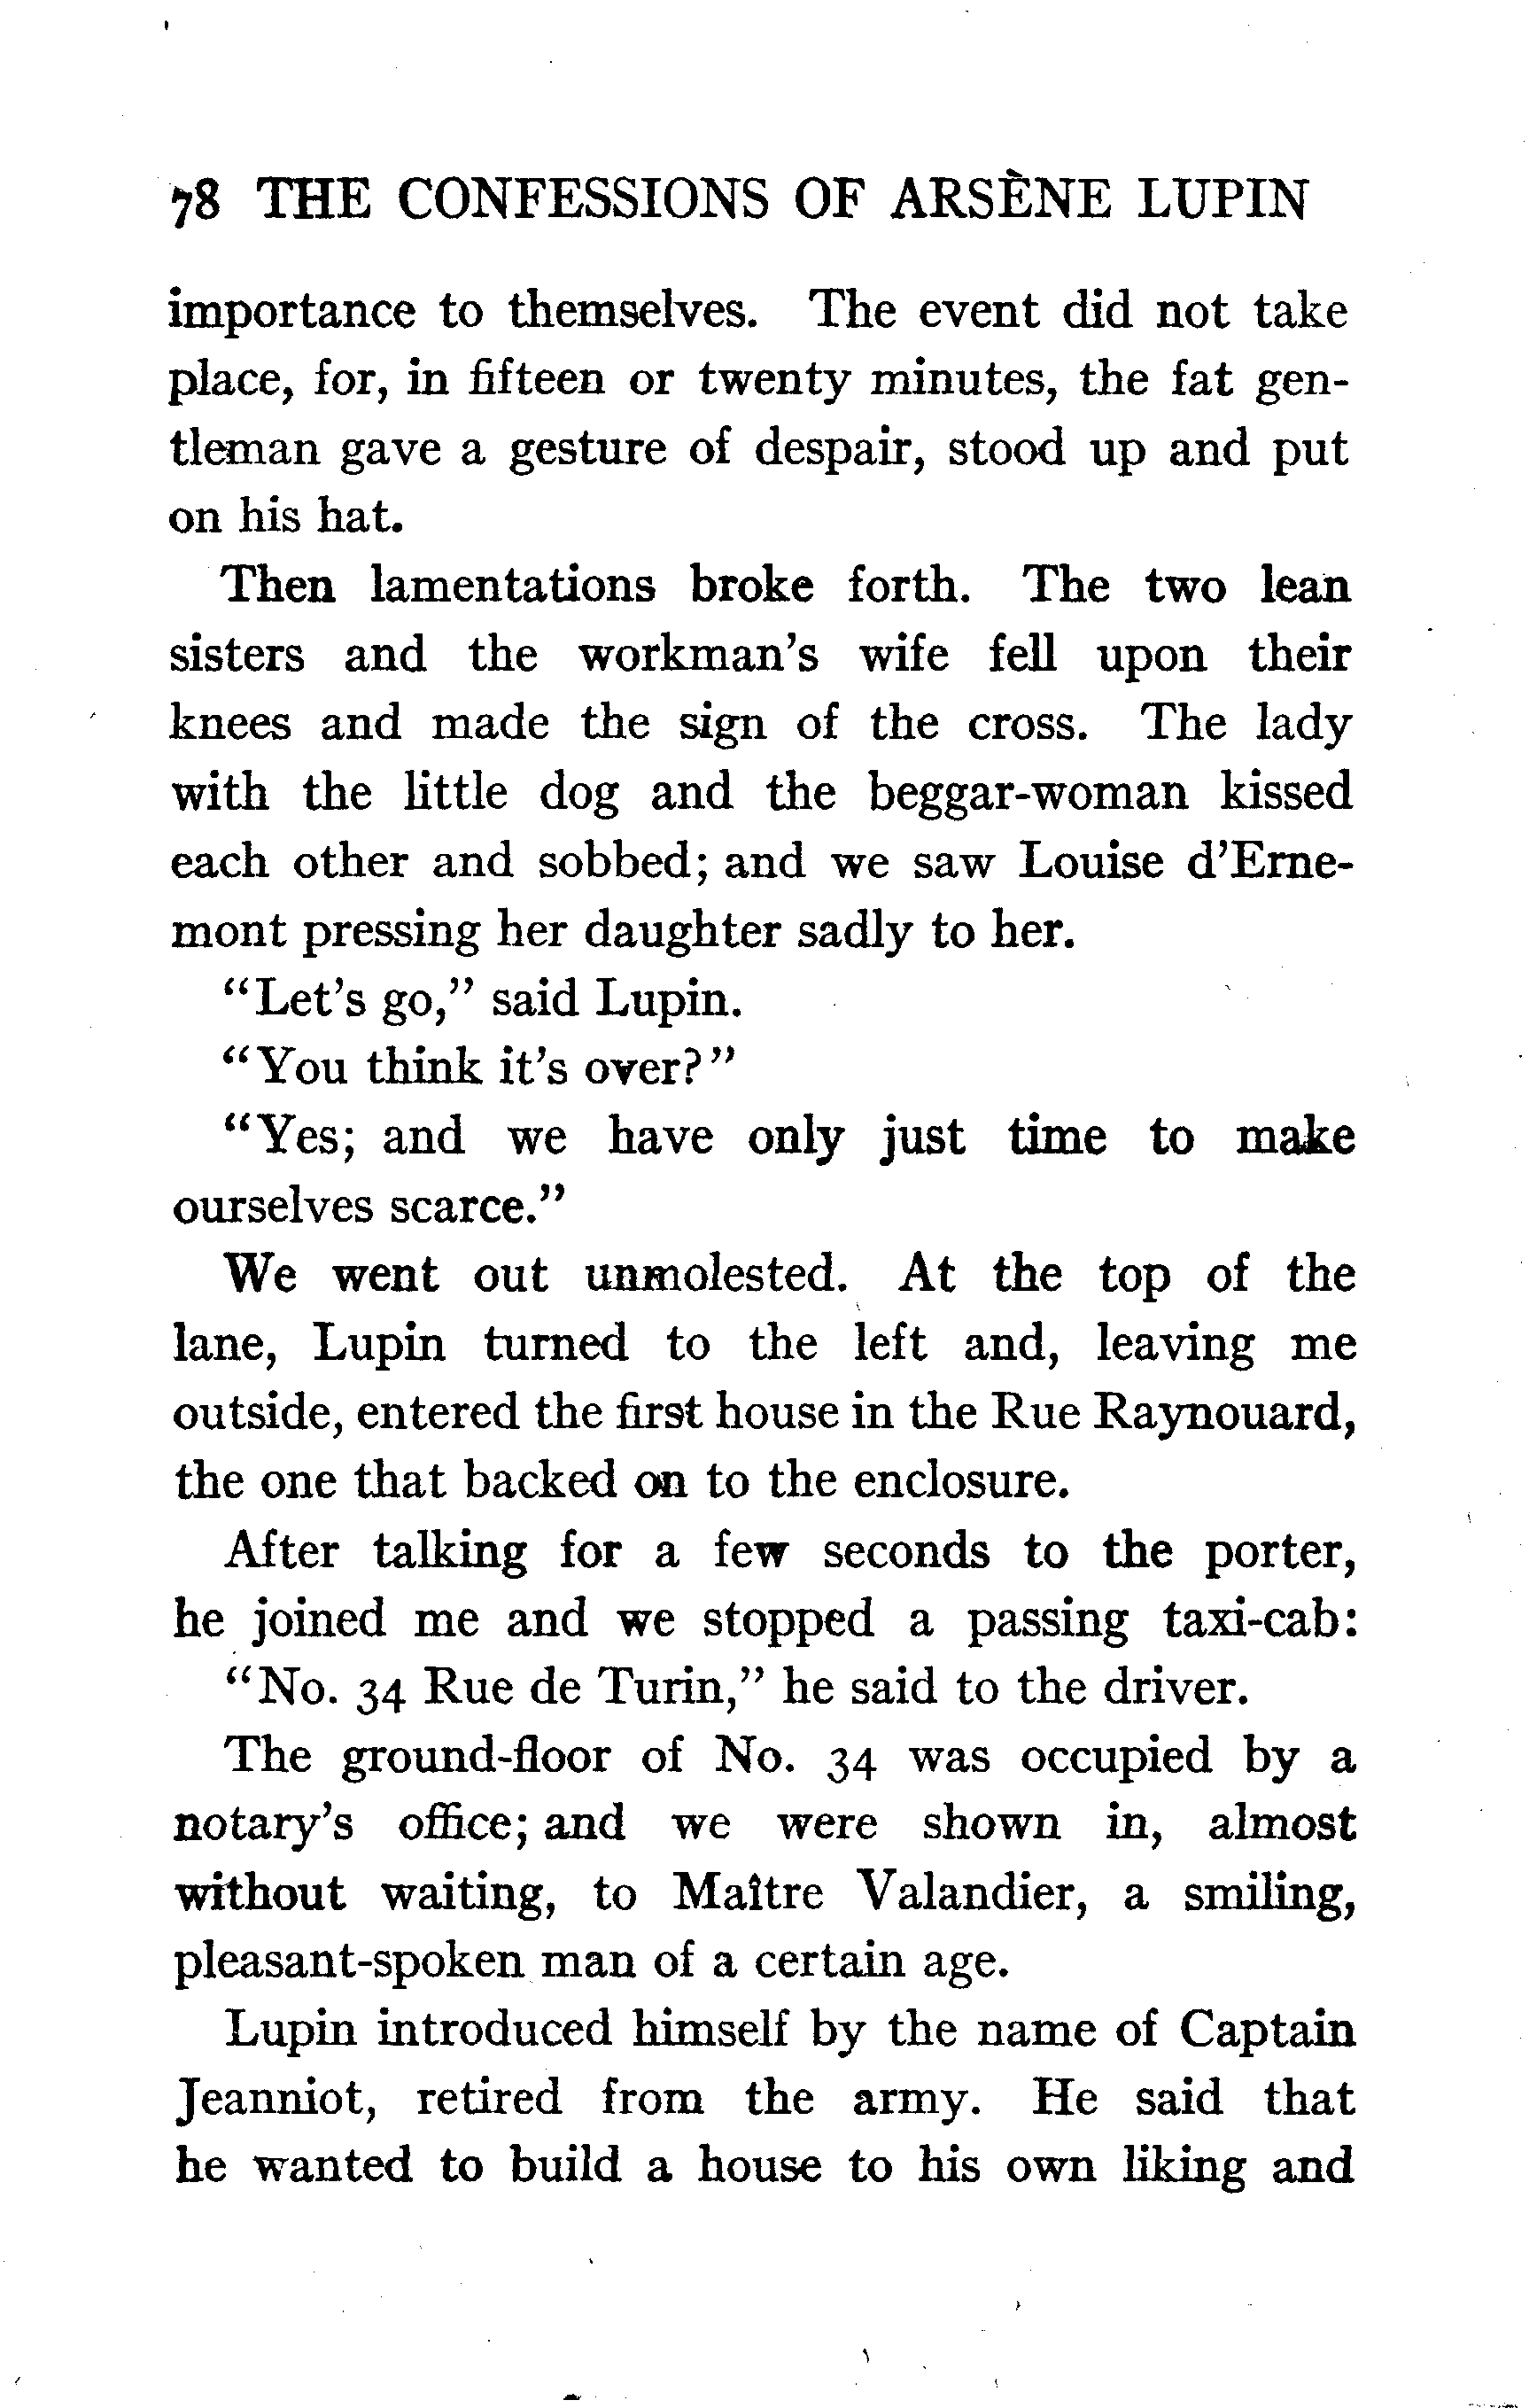 78 THE CONFESSIONS OF ARSÈNE LUPIN
importance to themselves. The event did not take
place, for, in fifteen or twenty minutes, the fat gen-
tleman gave a gesture of despair, stood up and put
on his hat.
Then lamentations broke forth. The two lean
sisters and the workman's wife fell upon their
knees and made the sign of the cross. The lady
with the little dog and the beggar-woman kissed
each other and sobbed; and we saw Louise d'Erne-
mont pressing her daughter sadly to her.
"Let's go," said Lupin.
"You think it's over?"
"Yes; and we have only just time to make
ourselves scarce."
We went out unmolested. At the top of the
lane, Lupin turned to the left and, leaving me
outside, entered the first house in the Rue Raynouard,
the one that backed on to the enclosure.
After talking for a few seconds to the porter,
he joined me and we stopped a passing taxi-cab:
"No. 34 Rue de Turin," he said to the driver.
The ground-floor of No. 34 was occupied by a
notary's office; and we were shown in, almost
without waiting, to Maître Valandier, a smiling,
pleasant-spoken man of a certain age.
Lupin introduced himself by the name of Captain
Jeanniot, retired from the army. He said that
he wanted to build a house to his own liking and